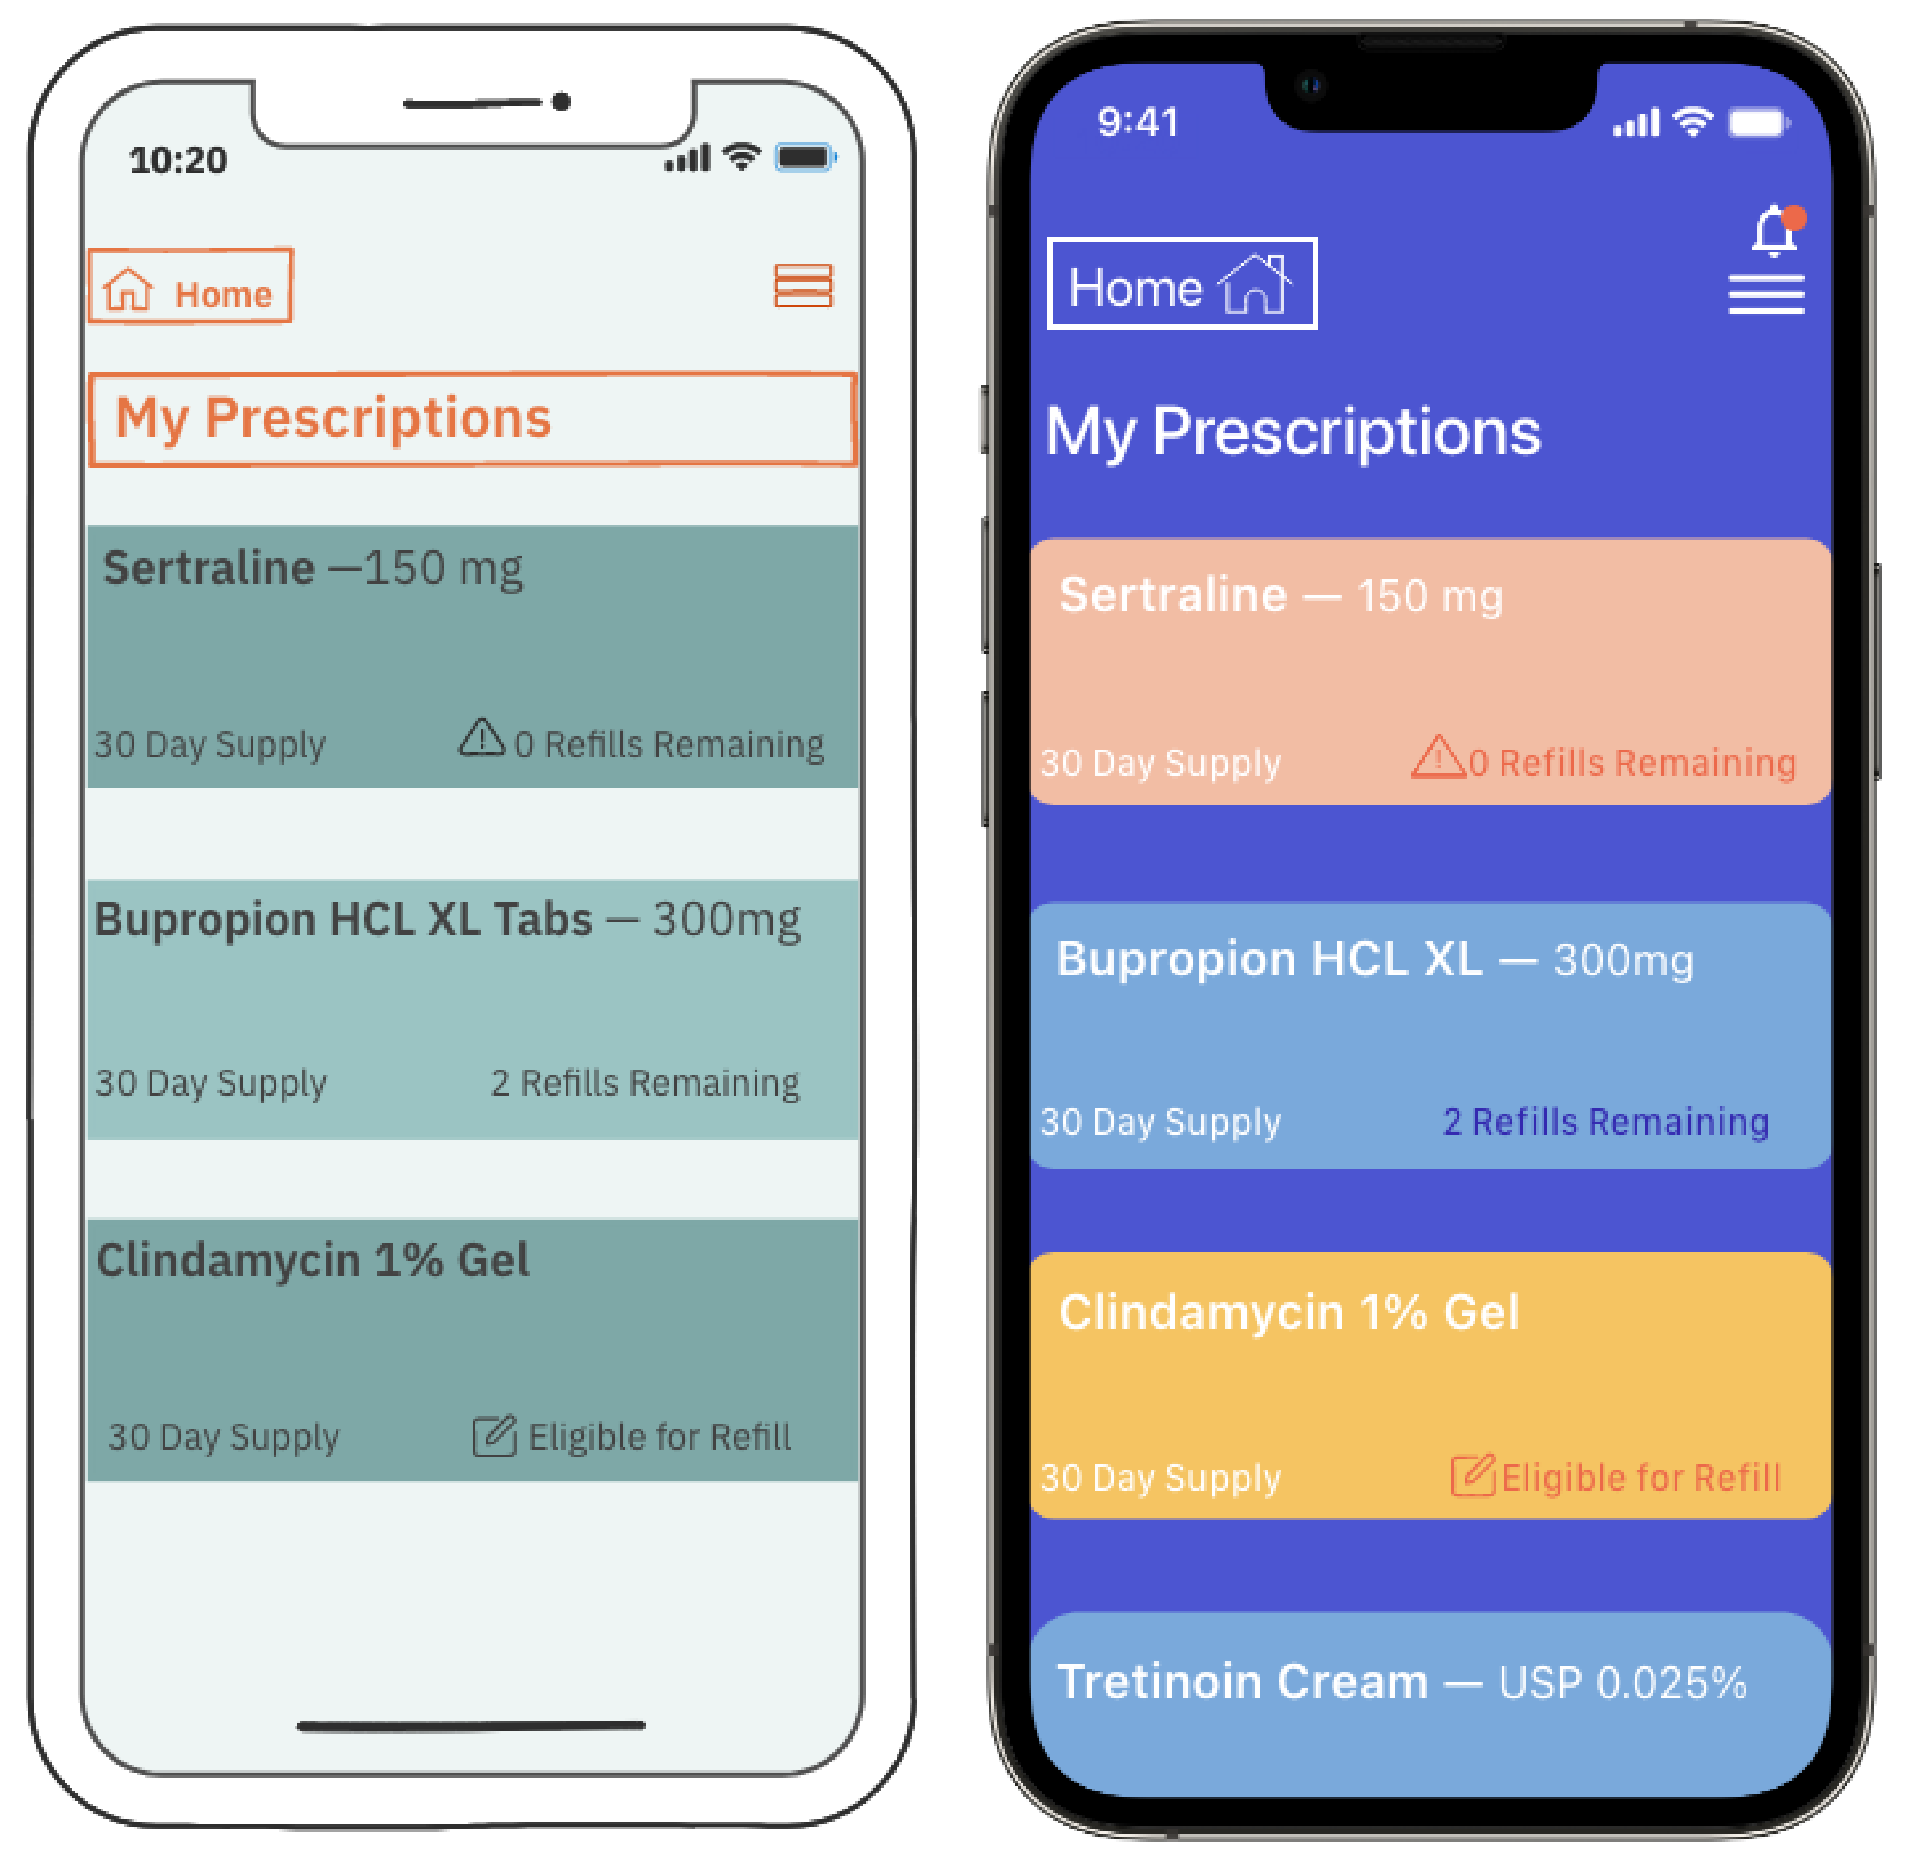 10:20
Home
My Prescriptions
Sertraline —150 mg
30 Day Supply
0 Refills Remaining
Bupropion HCL XL Tabs — 300mg
30 Day Supply
2 Refills Remaining
Clindamycin 1% Gel
30 Day Supply
Eligible for Refill
9:41
Home
My Prescriptions
Sertraline — 150 mg
30 Day Supply
0 Refills Remaining
Bupropion HCL XL — 300mg
30 Day Supply
2 Refills Remaining
Clindamycin 1% Gel
30 Day Supply
Eligible for Refill
Tretinoin Cream — USP 0.025%